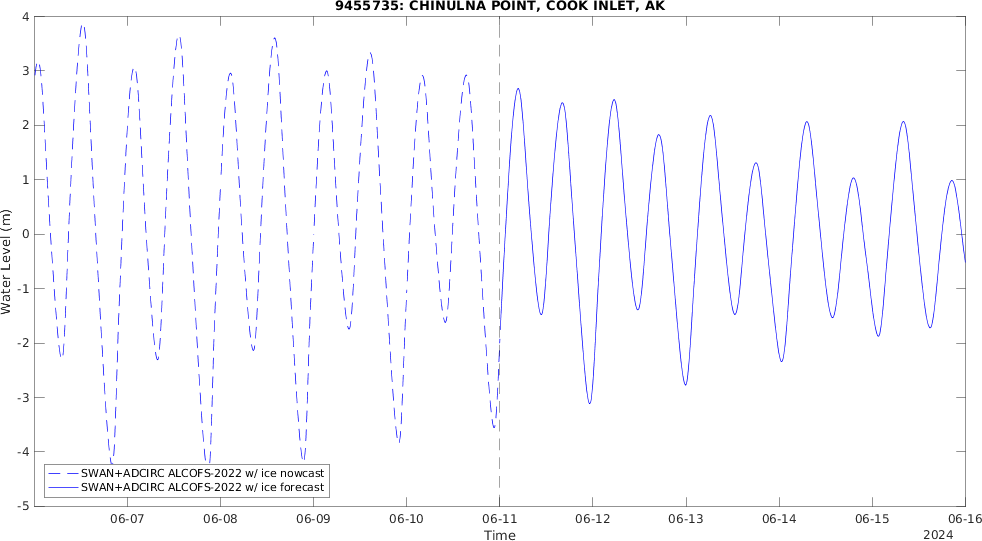 9455735: CHINULNA POINT, COOK INLET, AK
4
3
2
1
0
-1
-2
-3
-4
-5
Water Level (m)
SWAN+ADCIRC ALCOFS-2022 w/ ice nowcast
SWAN+ADCIRC ALCOFS-2022 w/ ice forecast
06-07 06-08 06-09 06-10 06-11 06-12 06-13 06-14 06-15 06-16
Time
2024